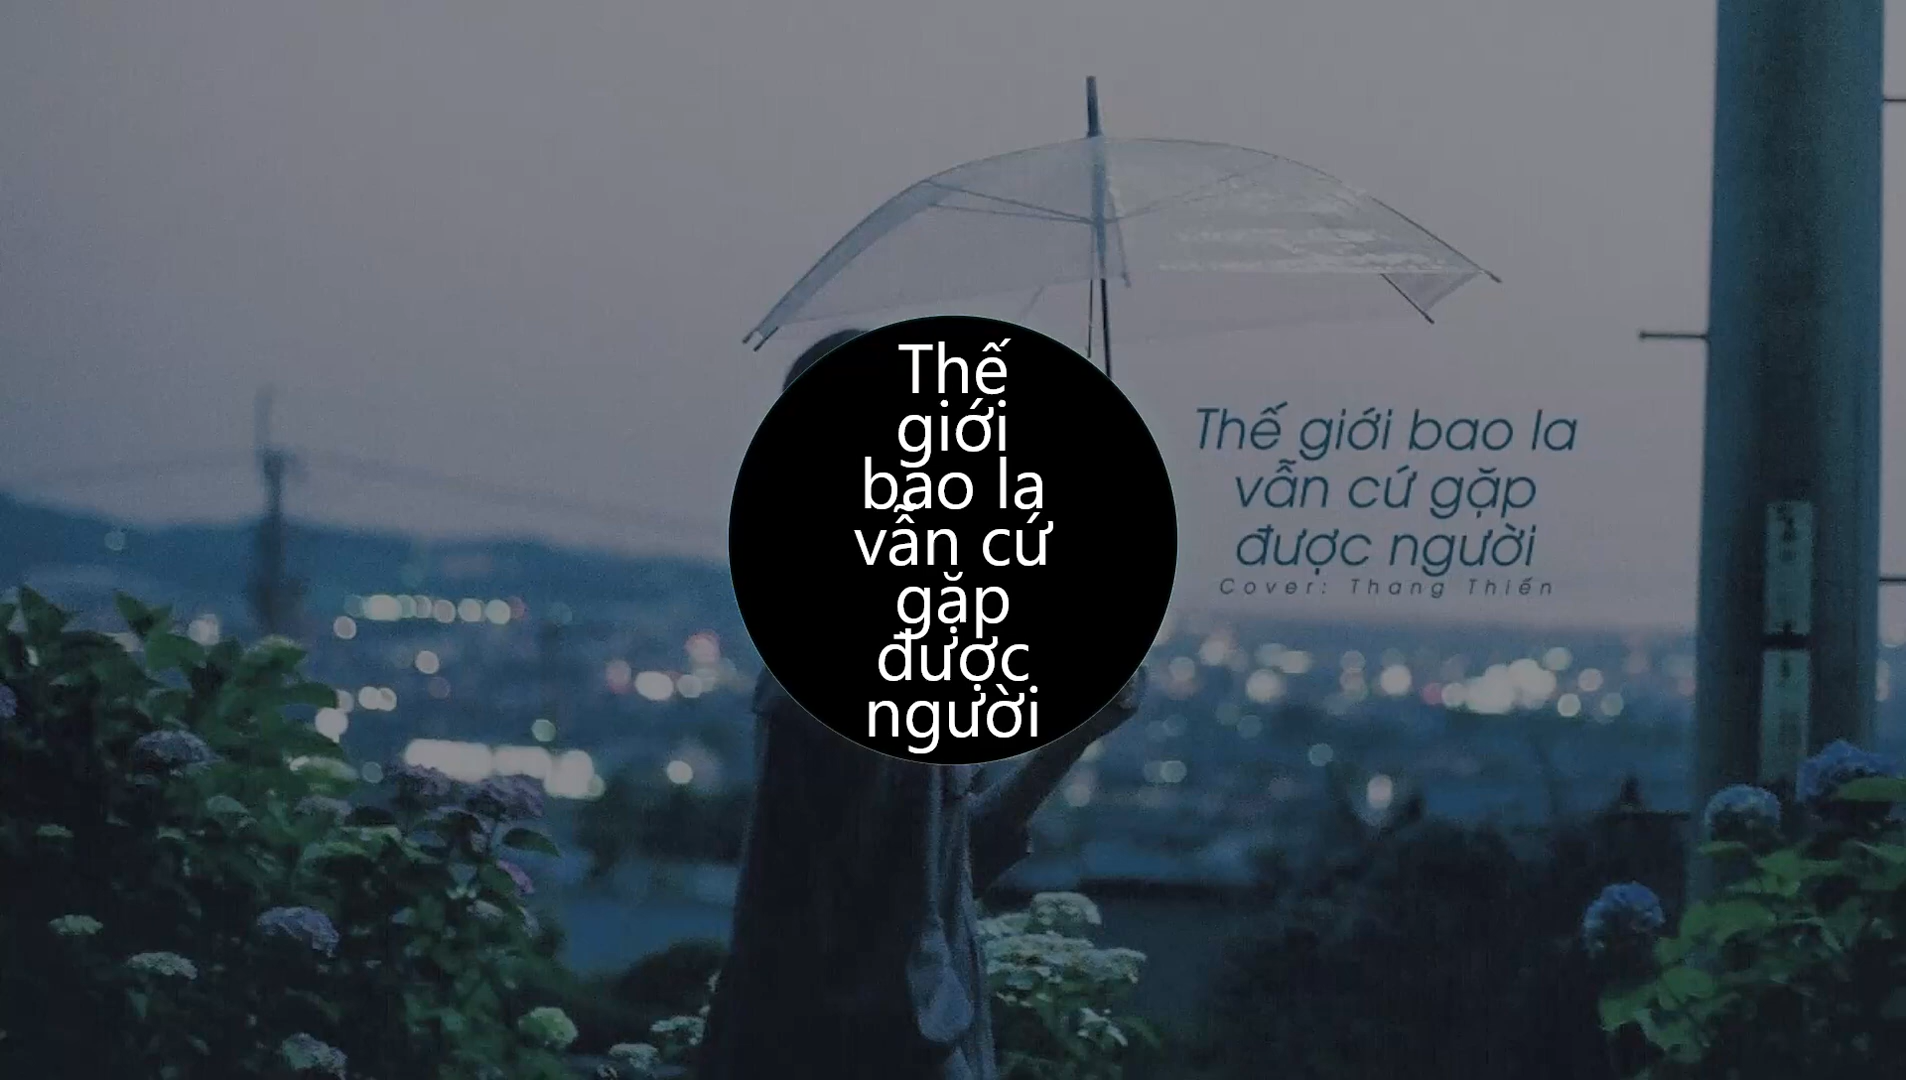 Thế
giới
bao la
vẫn cứ
gặp
được
người
Thế giới bao la
vẫn cứ gặp
được người
Cover: Thang Thiến